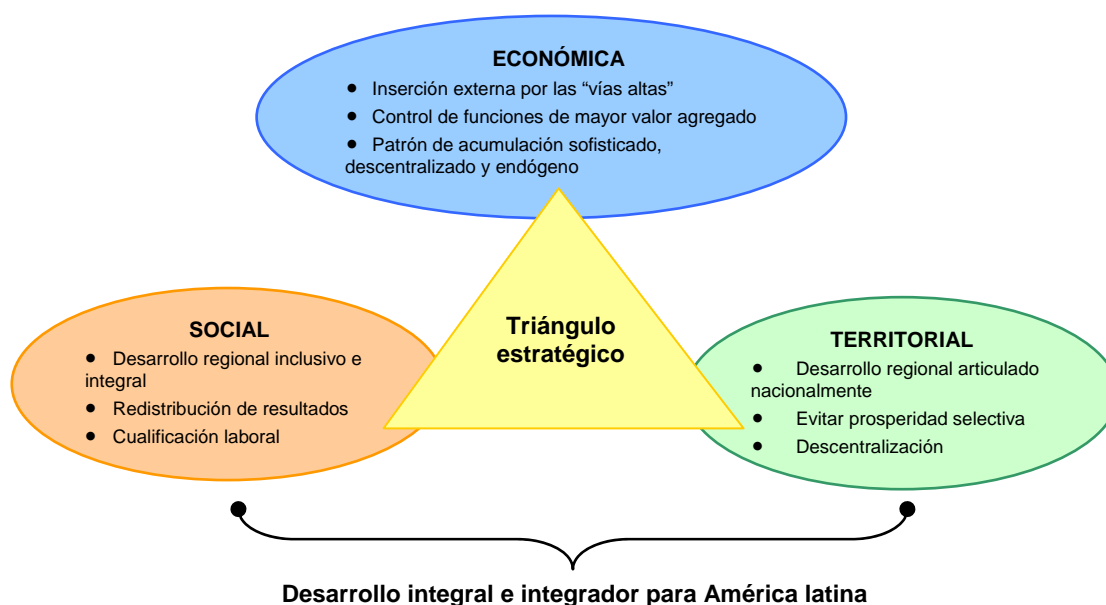 ECONÓMICA
● Inserción externa por las “vías altas”
● Control de funciones de mayor valor agregado
● Patrón de acumulación sofisticado,
descentralizado y endógeno
Triángulo
estratégico
SOCIAL
● Desarrollo regional inclusivo e
integral
● Redistribución de resultados
● Cualificación laboral
TERRITORIAL
● Desarrollo regional articulado
nacionalmente
● Evitar prosperidad selectiva
● Descentralización
Desarrollo integral e integrador para América latina